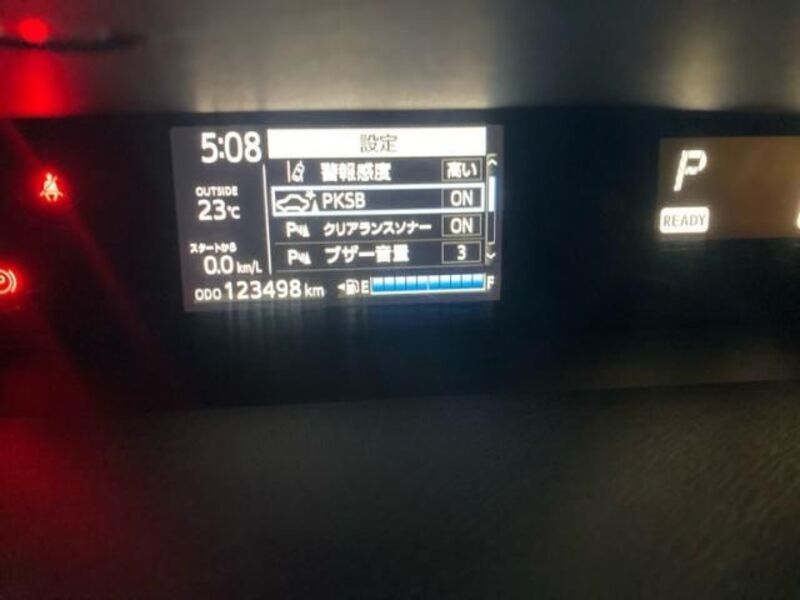 5:08
設定
警報感度 高い
OUTSIDE
23℃
PKSB ON
クリアランスソナー ON
スタートから
0.0 km/L
ブザー音量 3
ODO 123498 km
E F
P
READY